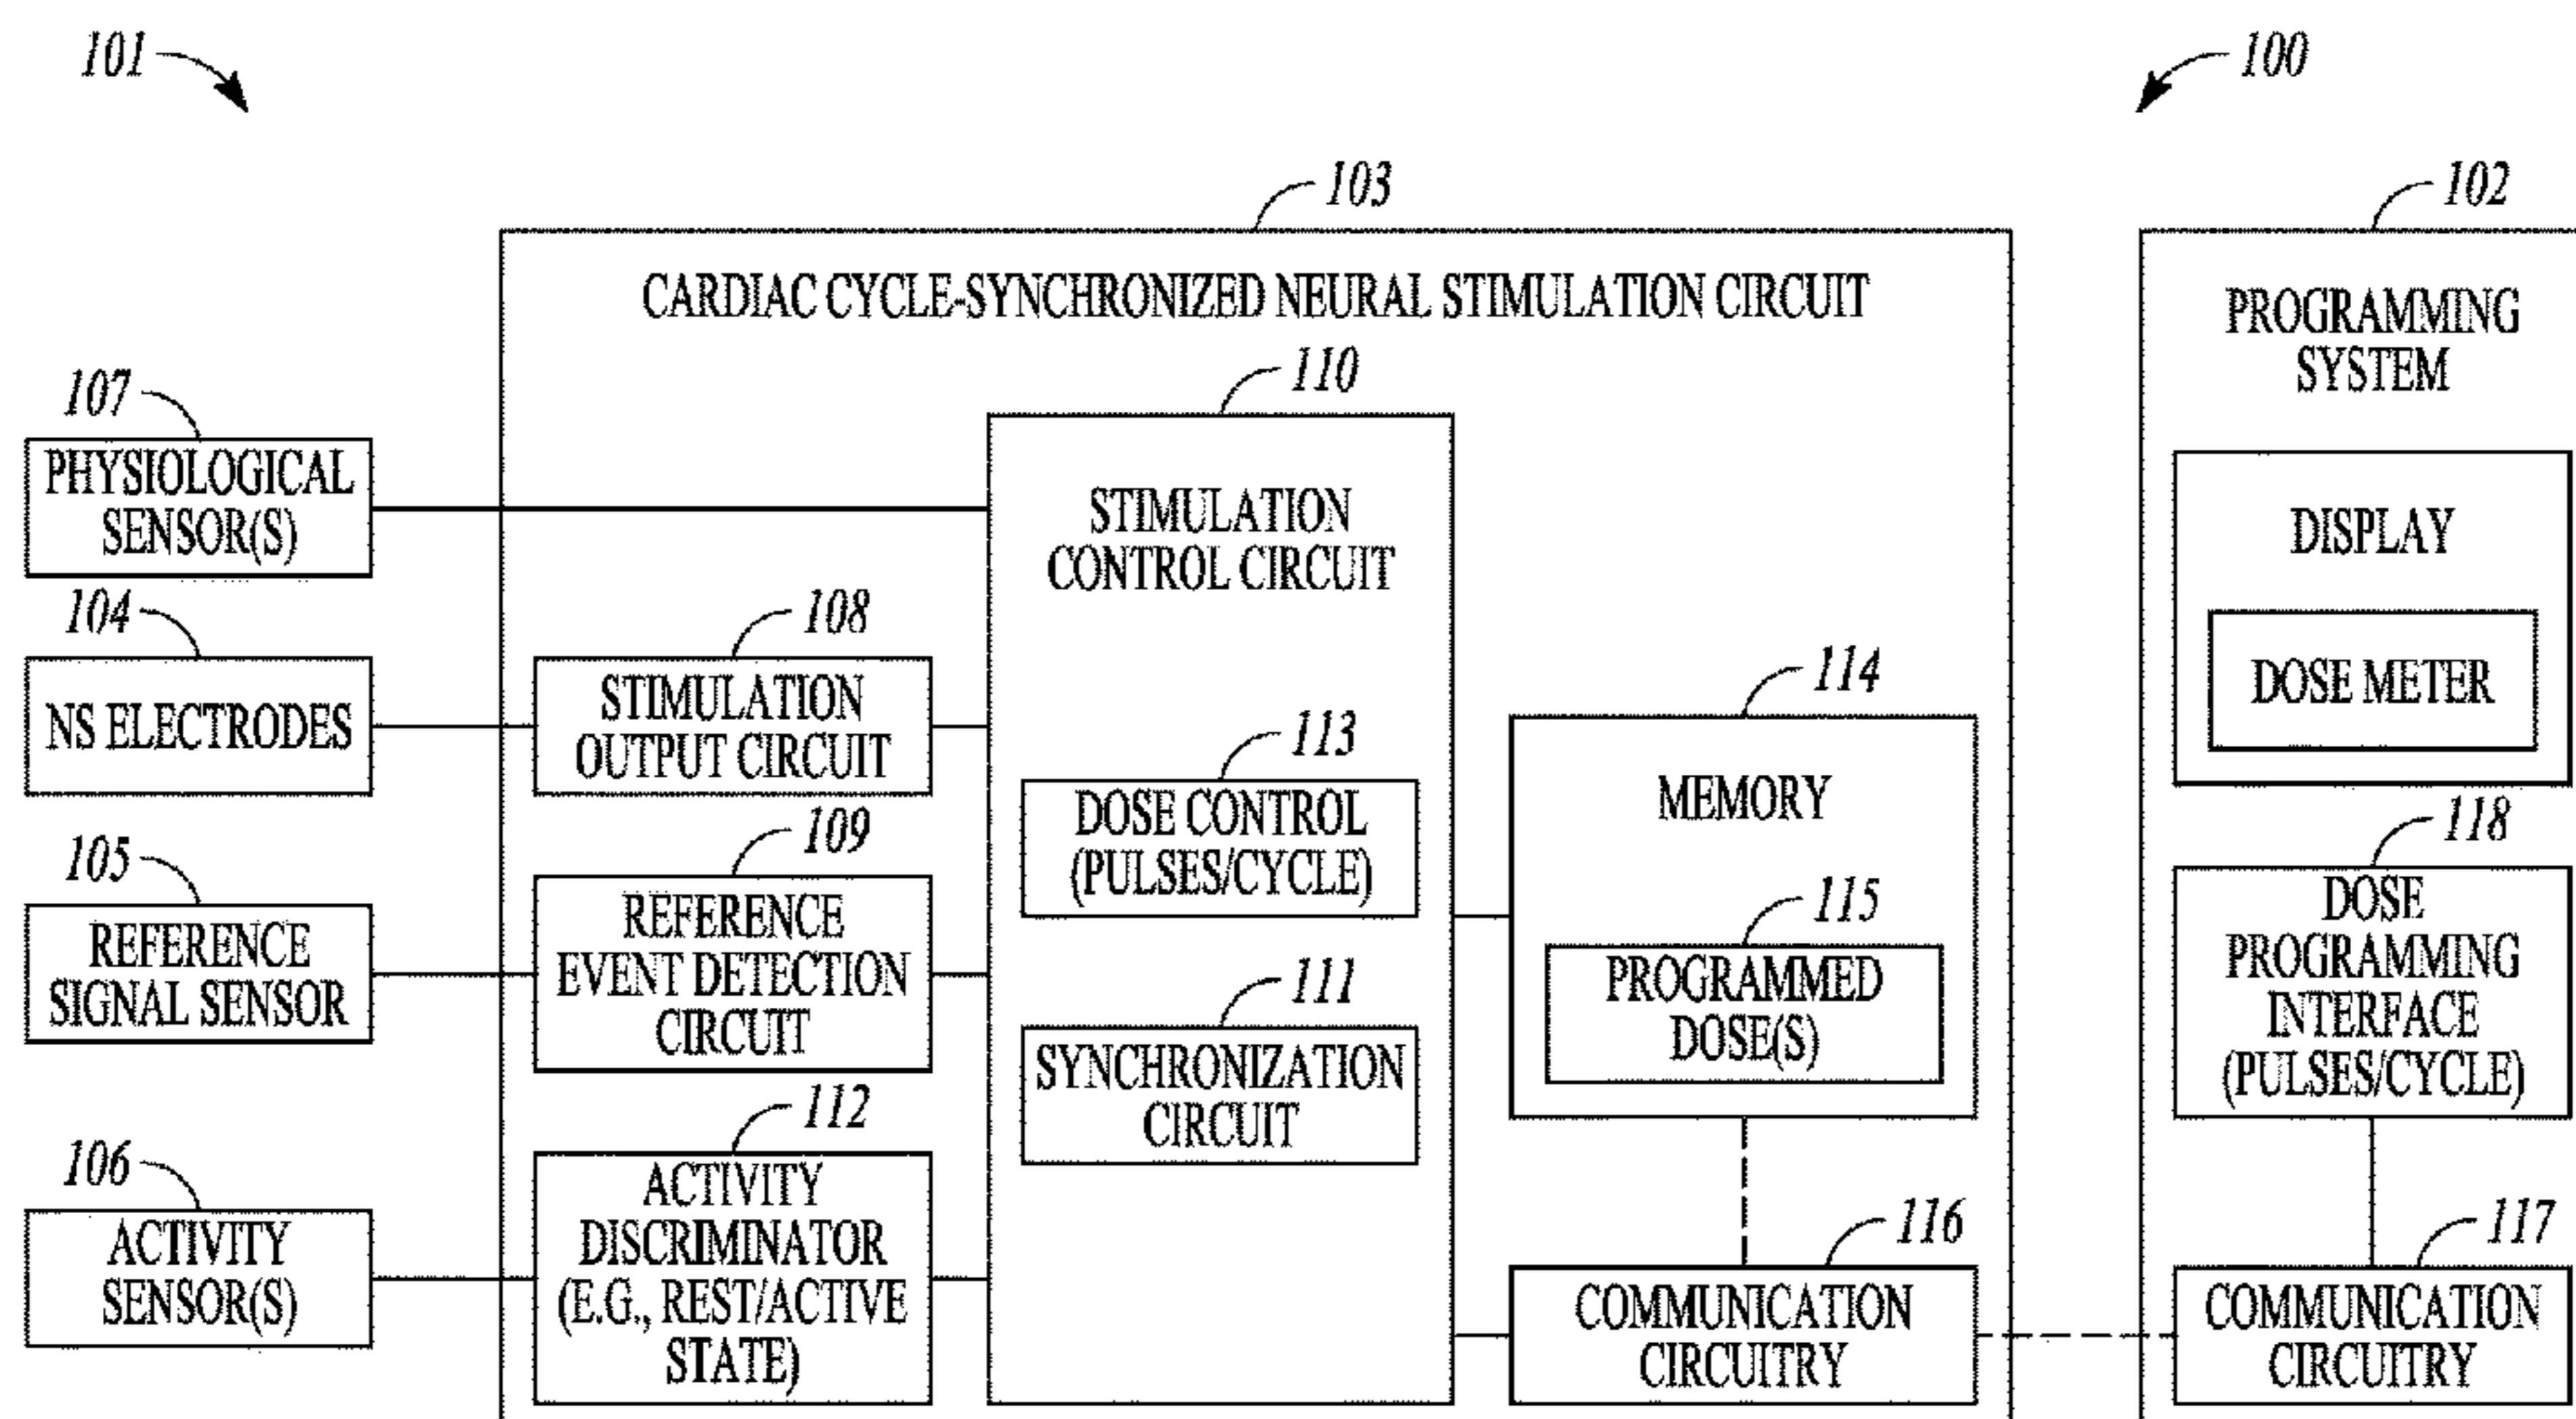 101
100
103
102
CARDIAC CYCLE-SYNCHRONIZED NEURAL STIMULATION CIRCUIT
PROGRAMMING
SYSTEM
107
PHYSIOLOGICAL
SENSOR(S)
110
STIMULATION
CONTROL CIRCUIT
DISPLAY
DOSE METER
104
NS ELECTRODES
108
STIMULATION
OUTPUT CIRCUIT
113
DOSE CONTROL
(PULSES/CYCLE)
114
MEMORY
115
PROGRAMMED
DOSE(S)
118
DOSE
PROGRAMMING
INTERFACE
(PULSES/CYCLE)
105
REFERENCE
SIGNAL SENSOR
109
REFERENCE
EVENT DETECTION
CIRCUIT
111
SYNCHRONIZATION
CIRCUIT
106
ACTIVITY
SENSOR(S)
112
ACTIVITY
DISCRIMINATOR
(E.G., REST/ACTIVE
STATE)
116
COMMUNICATION
CIRCUITRY
117
COMMUNICATION
CIRCUITRY